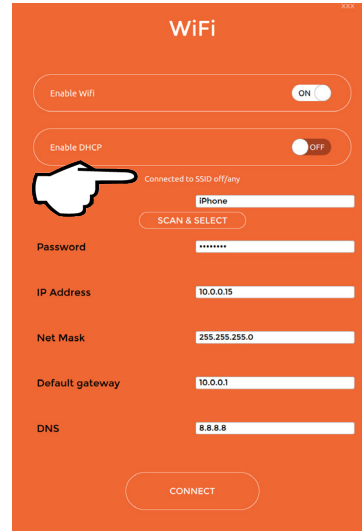 xxx
WiFi
Enable Wifi
ON
Enable DHCP
OFF
Connected to SSID off/any
iPhone
SCAN & SELECT
Password ••••••••
IP Address 10.0.0.15
Net Mask 255.255.255.0
Default gateway 10.0.0.1
DNS 8.8.8.8
CONNECT